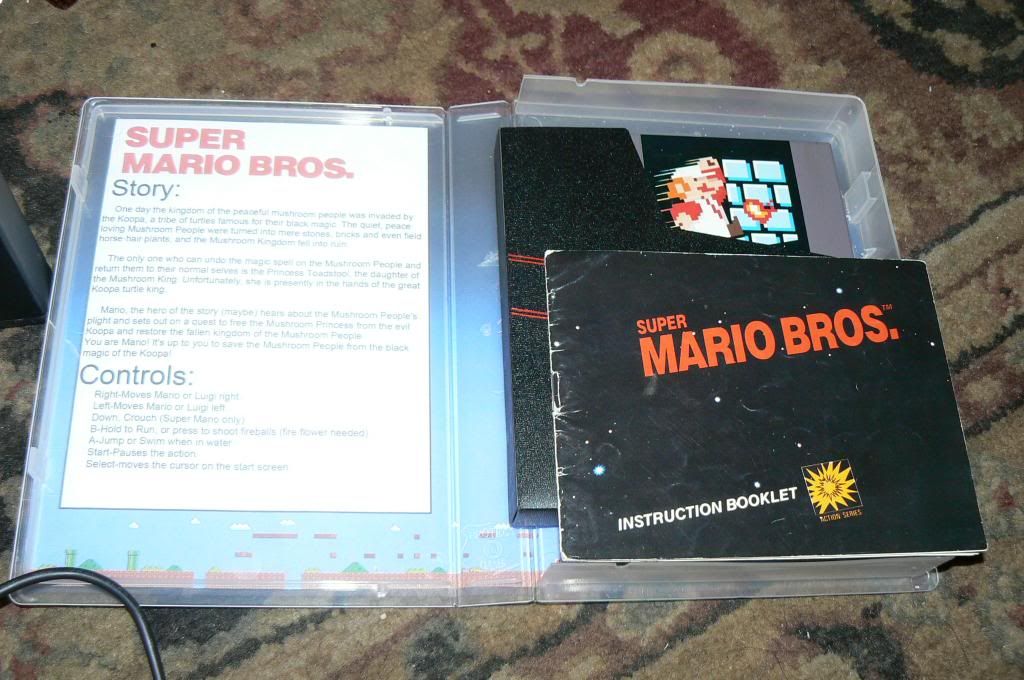 SUPER
MARIO BROS.
Story:
One day the kingdom of the peaceful mushroom people was invaded by
the Koopa, a tribe of turtles famous for their black magic. The quiet, peace
loving Mushroom People were turned into mere stones, bricks and even field
horse-hair plants, and the Mushroom Kingdom fell into ruin.
The only one who can undo the magic spell on the Mushroom People and
return them to their normal selves is the Princess Toadstool, the daughter of
the Mushroom King. Unfortunately, she is presently in the hands of the great
Koopa turtle king.
Mario, the hero of the story (maybe) hears about the Mushroom People's
plight and sets out on a quest to free the Mushroom Princess from the evil
Koopa and restore the fallen kingdom of the Mushroom People.
You are Mario! It's up to you to save the Mushroom People from the black
magic of the Koopa!
Controls:
Right-Moves Mario or Luigi right.
Left-Moves Mario or Luigi left.
Down, Crouch (Super Mario only)
B-Hold to Run, or press to shoot fireballs (fire flower needed)
A-Jump or Swim when in water
Start-Pauses the action.
Select-moves the cursor on the start screen
SUPER
MARIO BROS.™
INSTRUCTION BOOKLET
ACTION SERIES